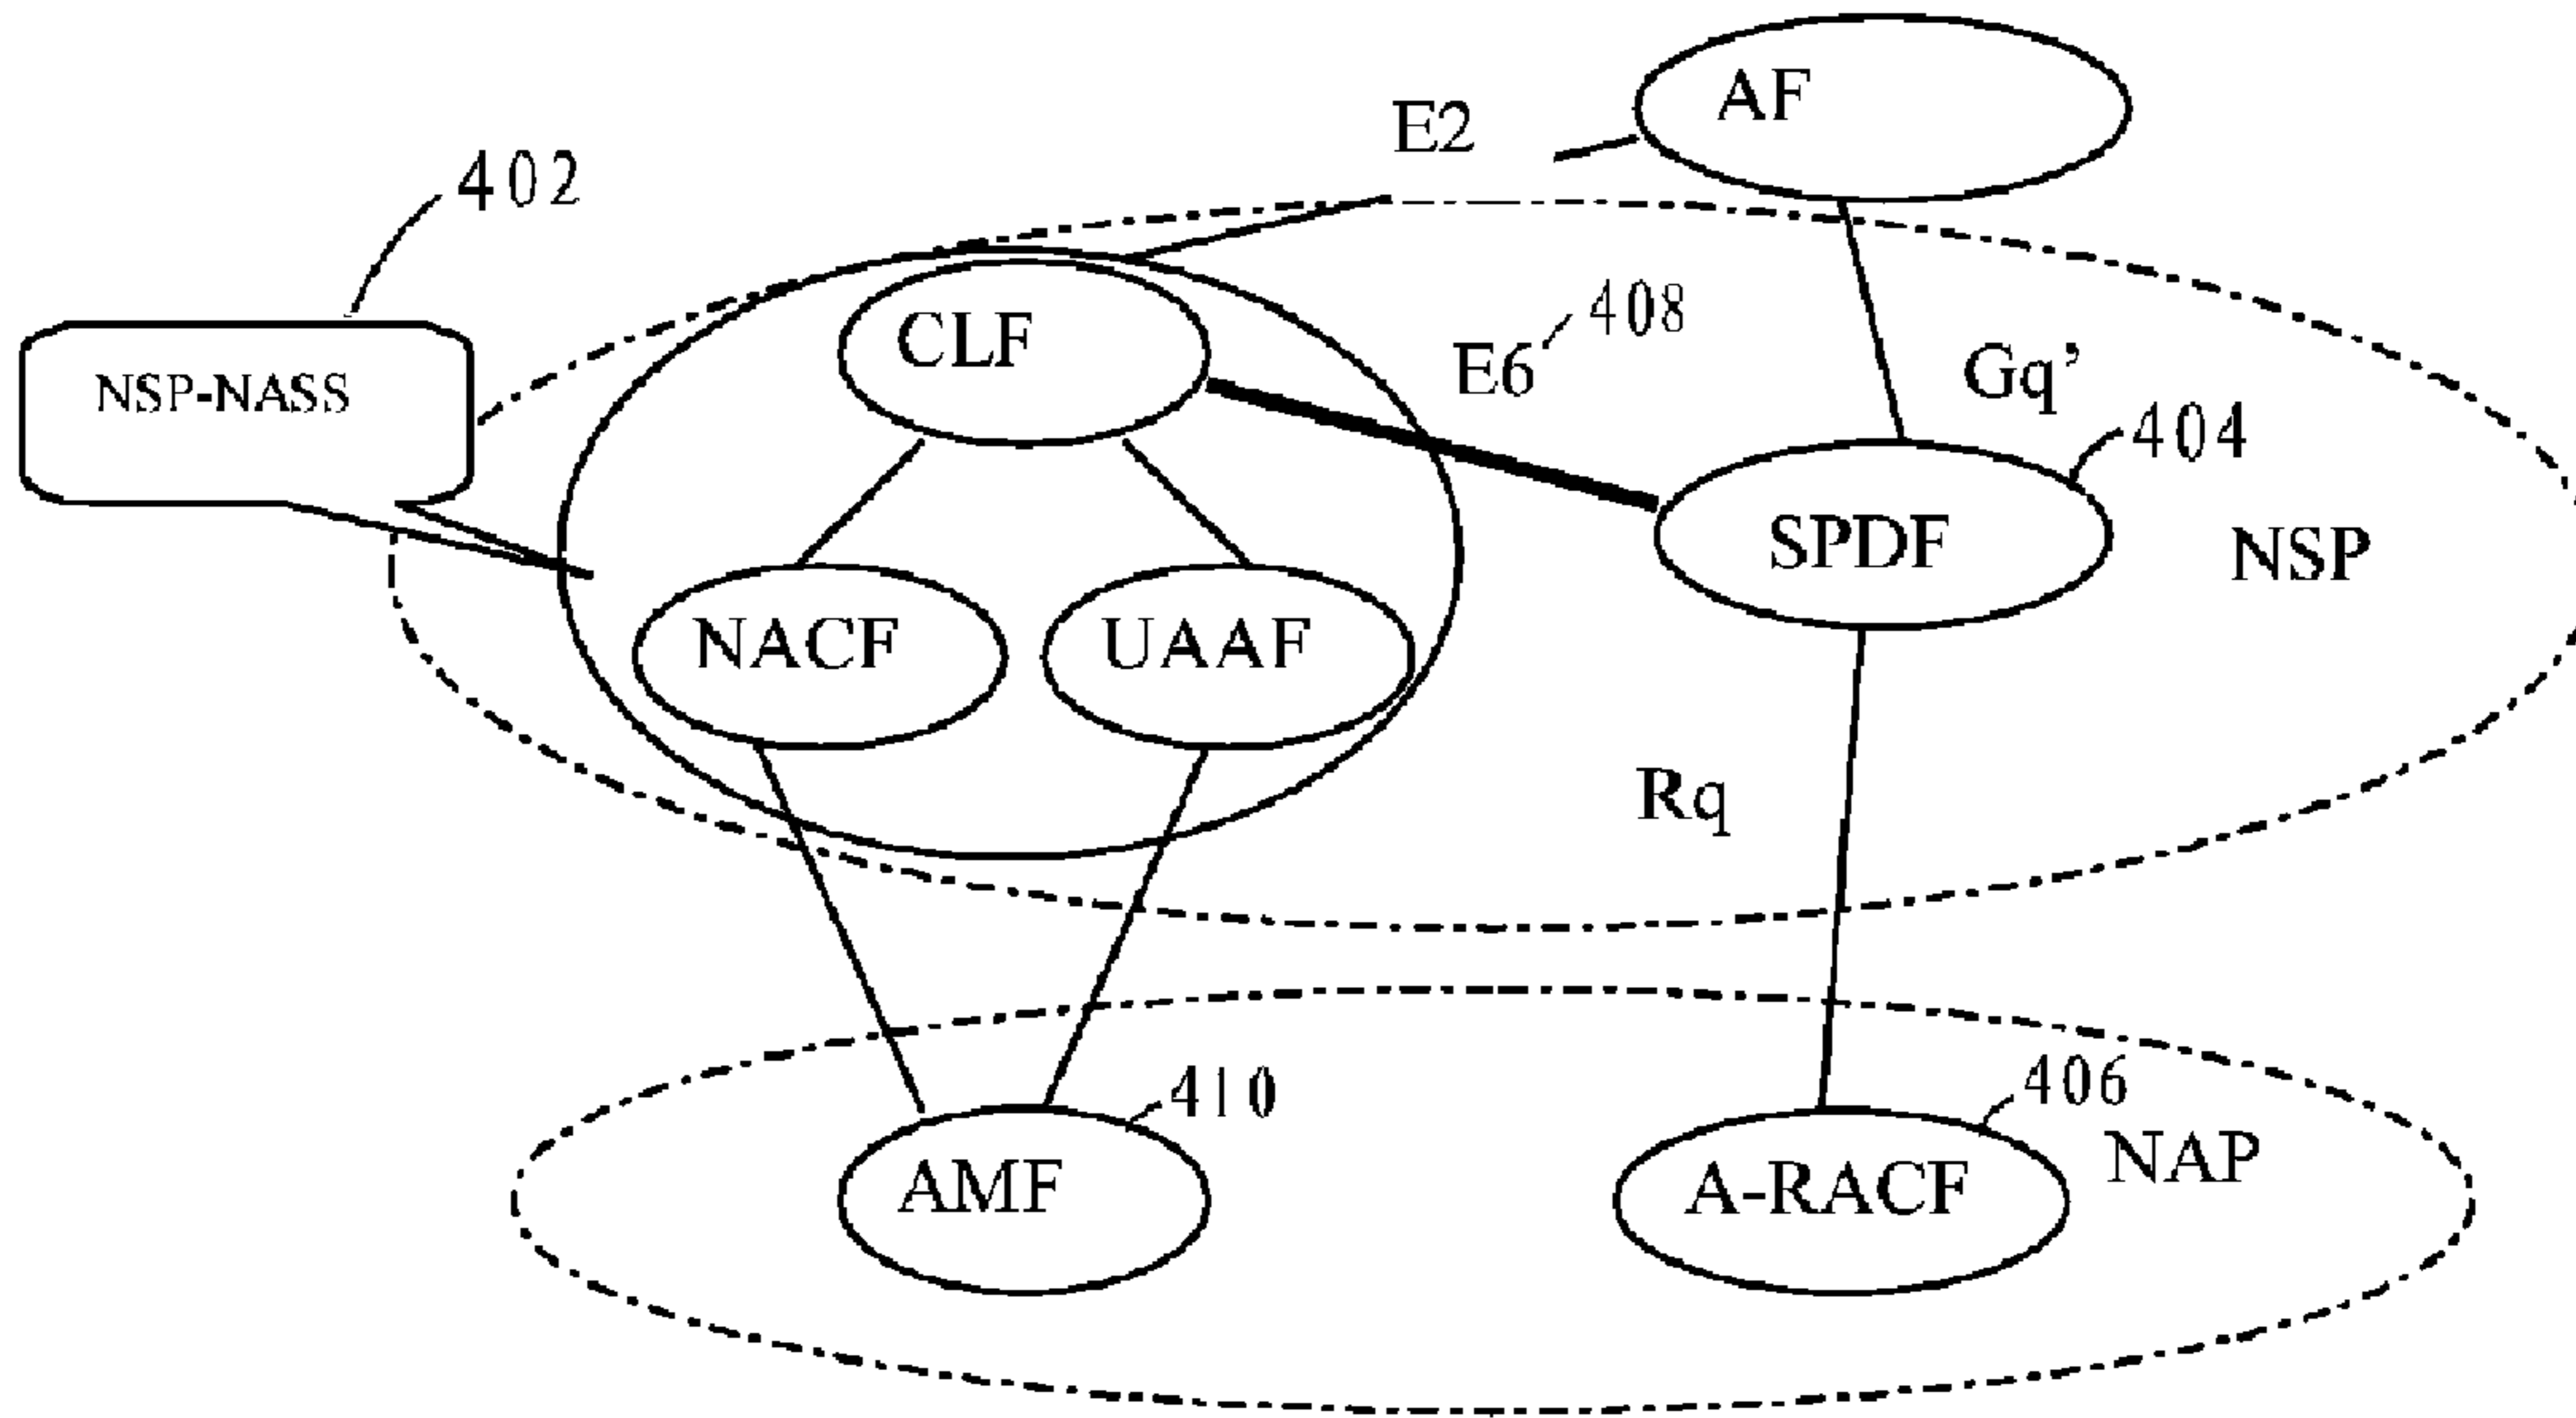 AF
E2
402
408
CLF
E6
Gq’
NSP-NASS
404
SPDF
NSP
NACF
UAAF
Rq
410
406
NAP
AMF
A-RACF